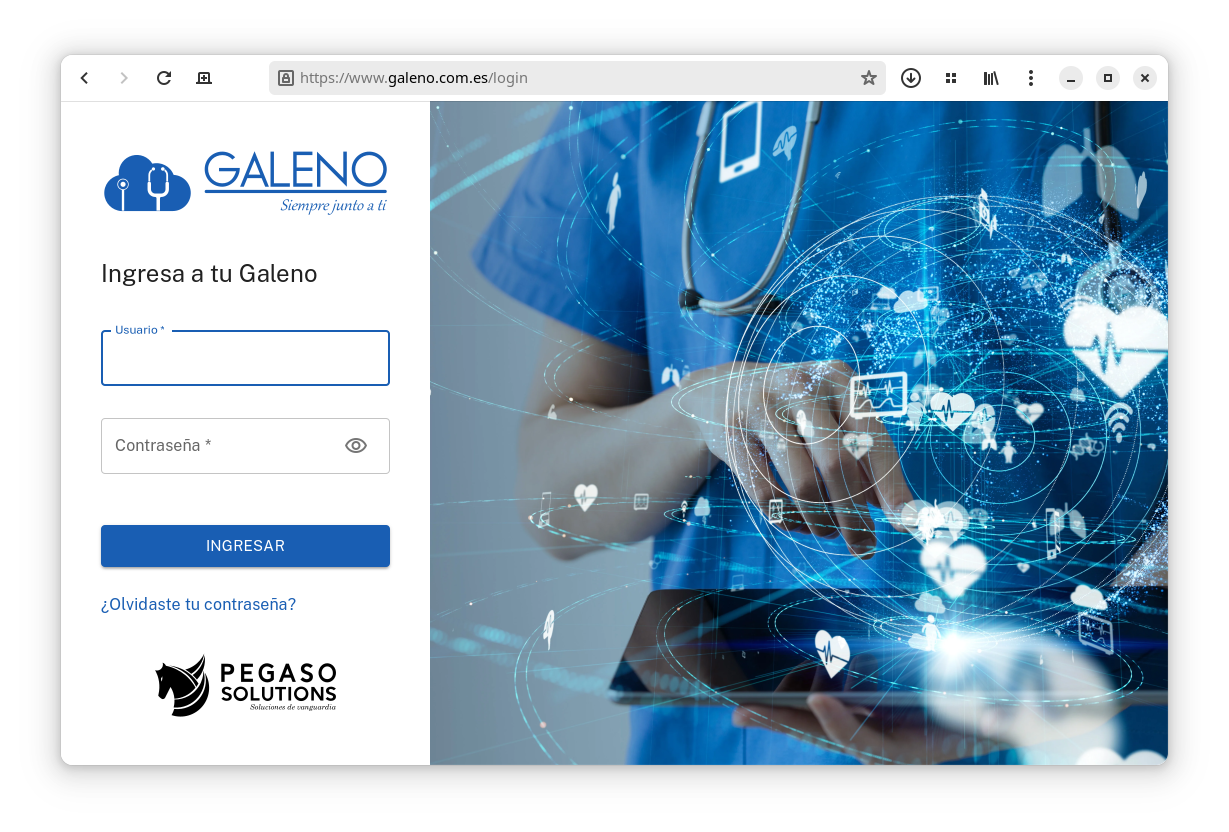 https://www.galeno.com.es/login
GALENO
Siempre junto a ti
Ingresa a tu Galeno
Usuario *
Contraseña *
INGRESAR
¿Olvidaste tu contraseña?
PEGASO
SOLUTIONS
Soluciones de vanguardia